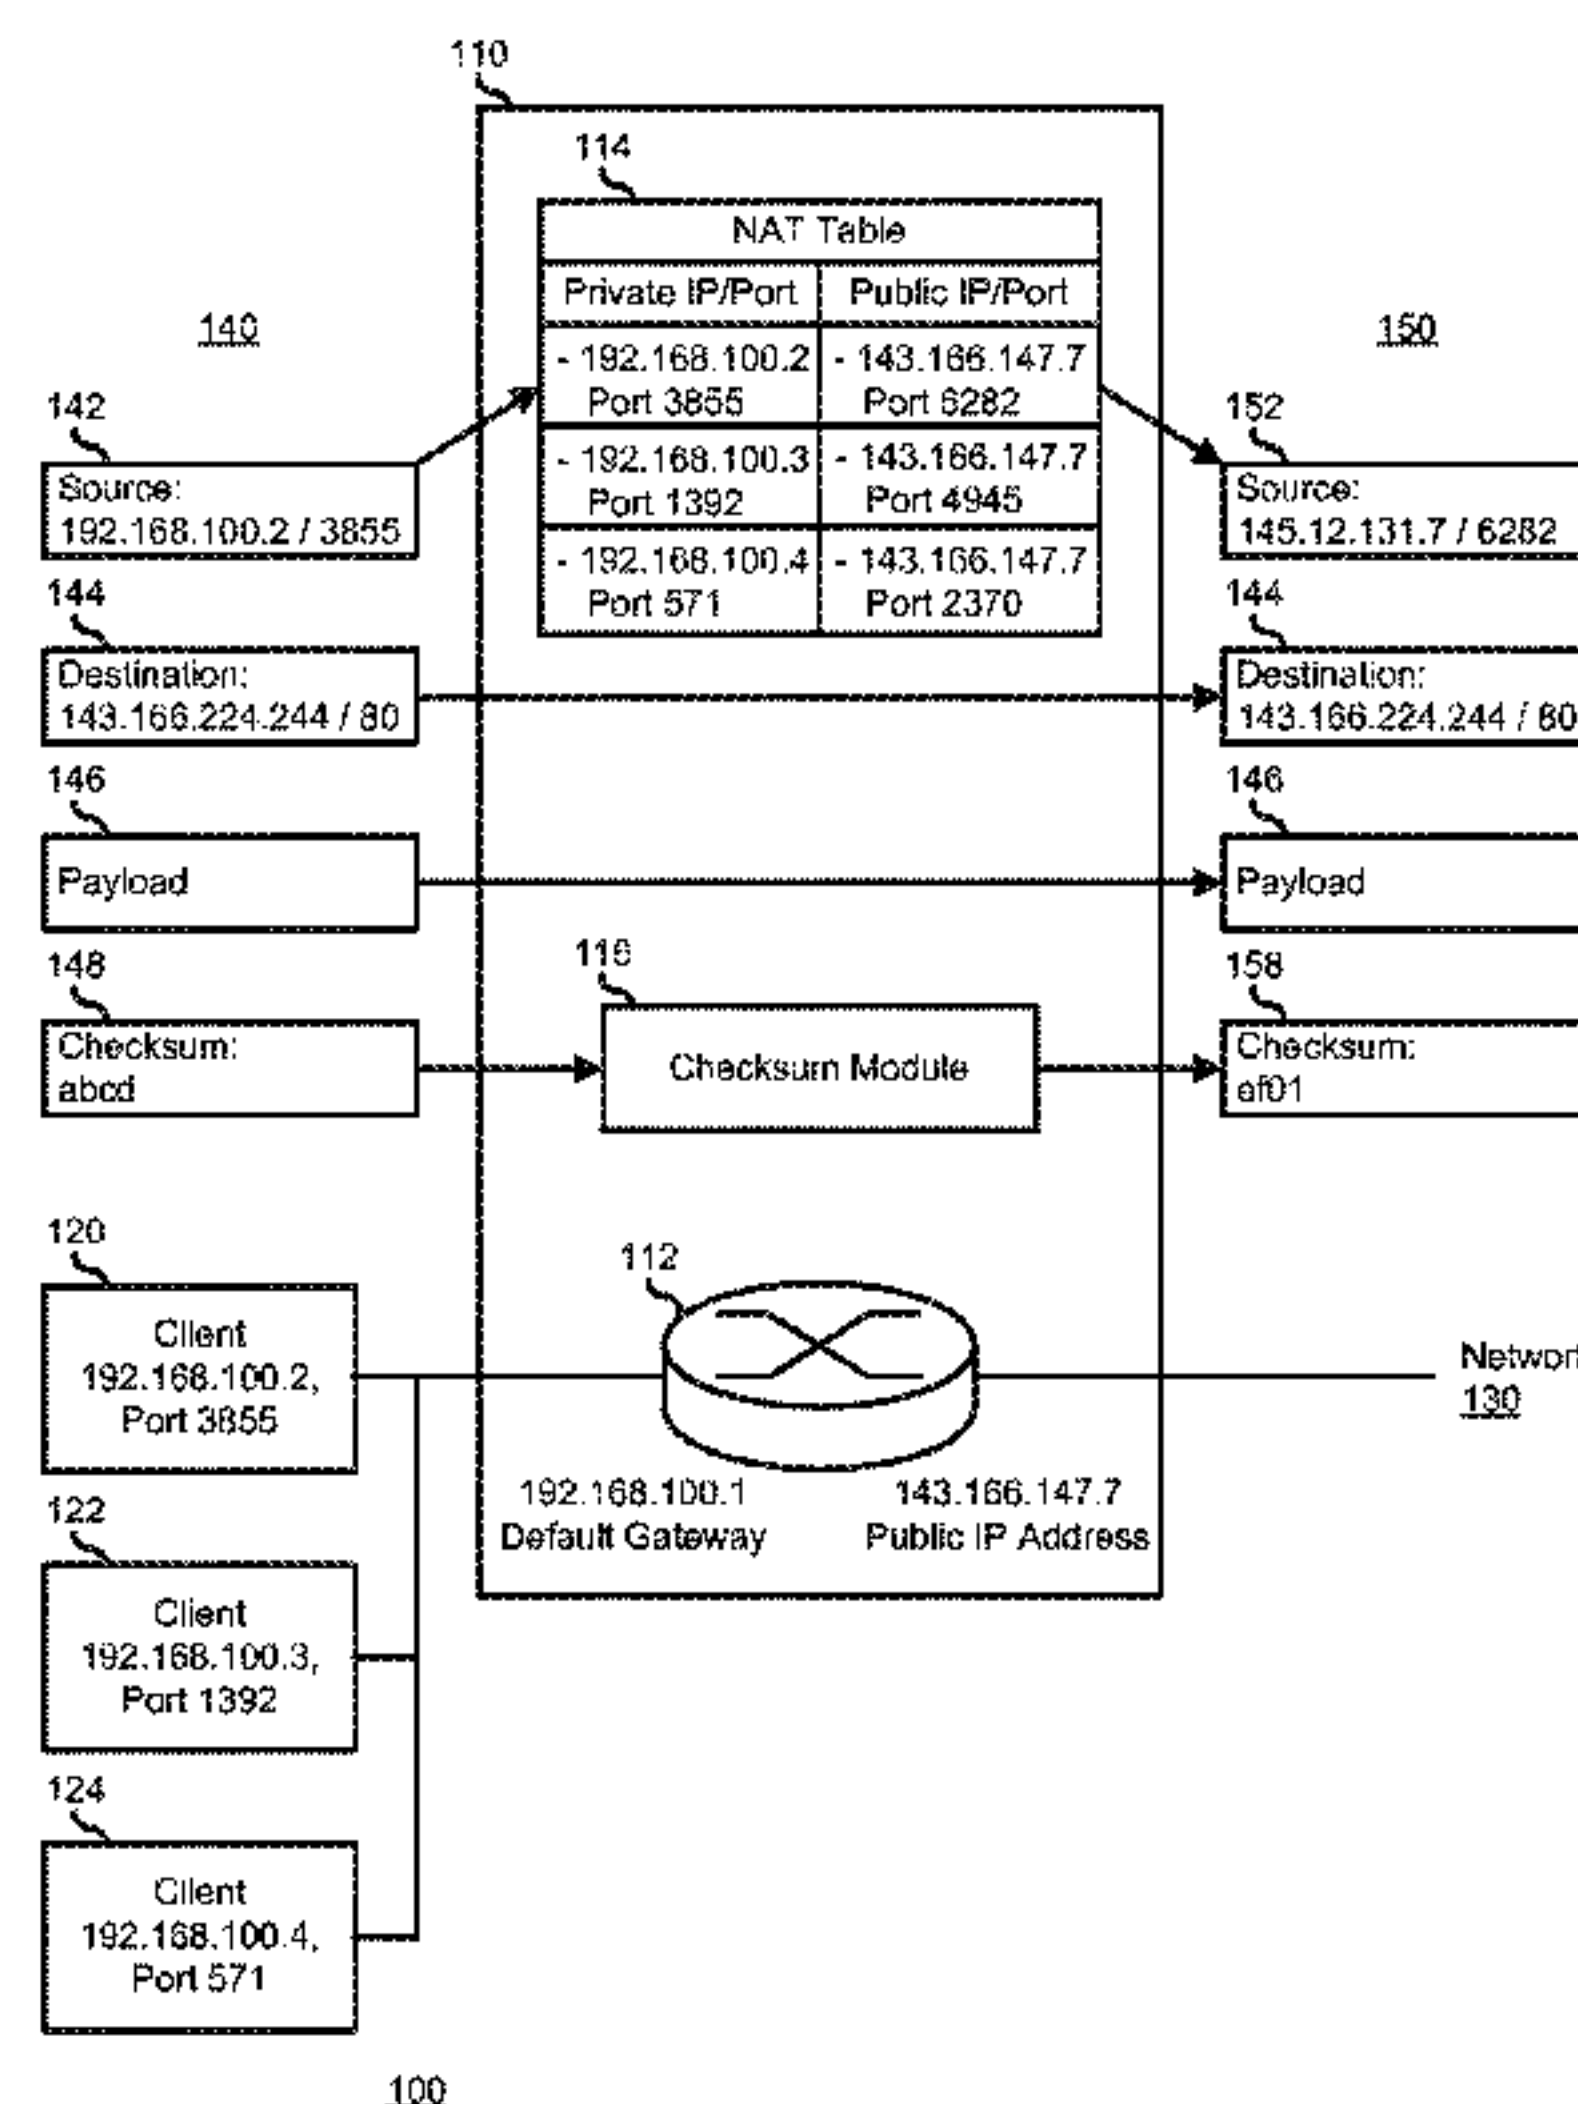 110
114
NAT Table
Private IP/Port
Public IP/Port
- 192.168.100.2
Port 3855
- 143.166.147.7
Port 6282
- 192.168.100.3
Port 1392
- 143.166.147.7
Port 4945
- 192.168.100.4
Port 571
- 143.166.147.7
Port 2370
140
150
142
Source:
192.168.100.2 / 3855
152
Source:
145.12.131.7 / 6282
144
Destination:
143.166.224.244 / 80
144
Destination:
143.166.224.244 / 80
146
Payload
146
Payload
148
Checksum:
abcd
116
Checksum Module
158
Checksum:
ef01
120
Client
192.168.100.2,
Port 3855
112
192.168.100.1
Default Gateway
143.166.147.7
Public IP Address
130
122
Client
192.168.100.3,
Port 1392
124
Client
192.168.100.4,
Port 571
100